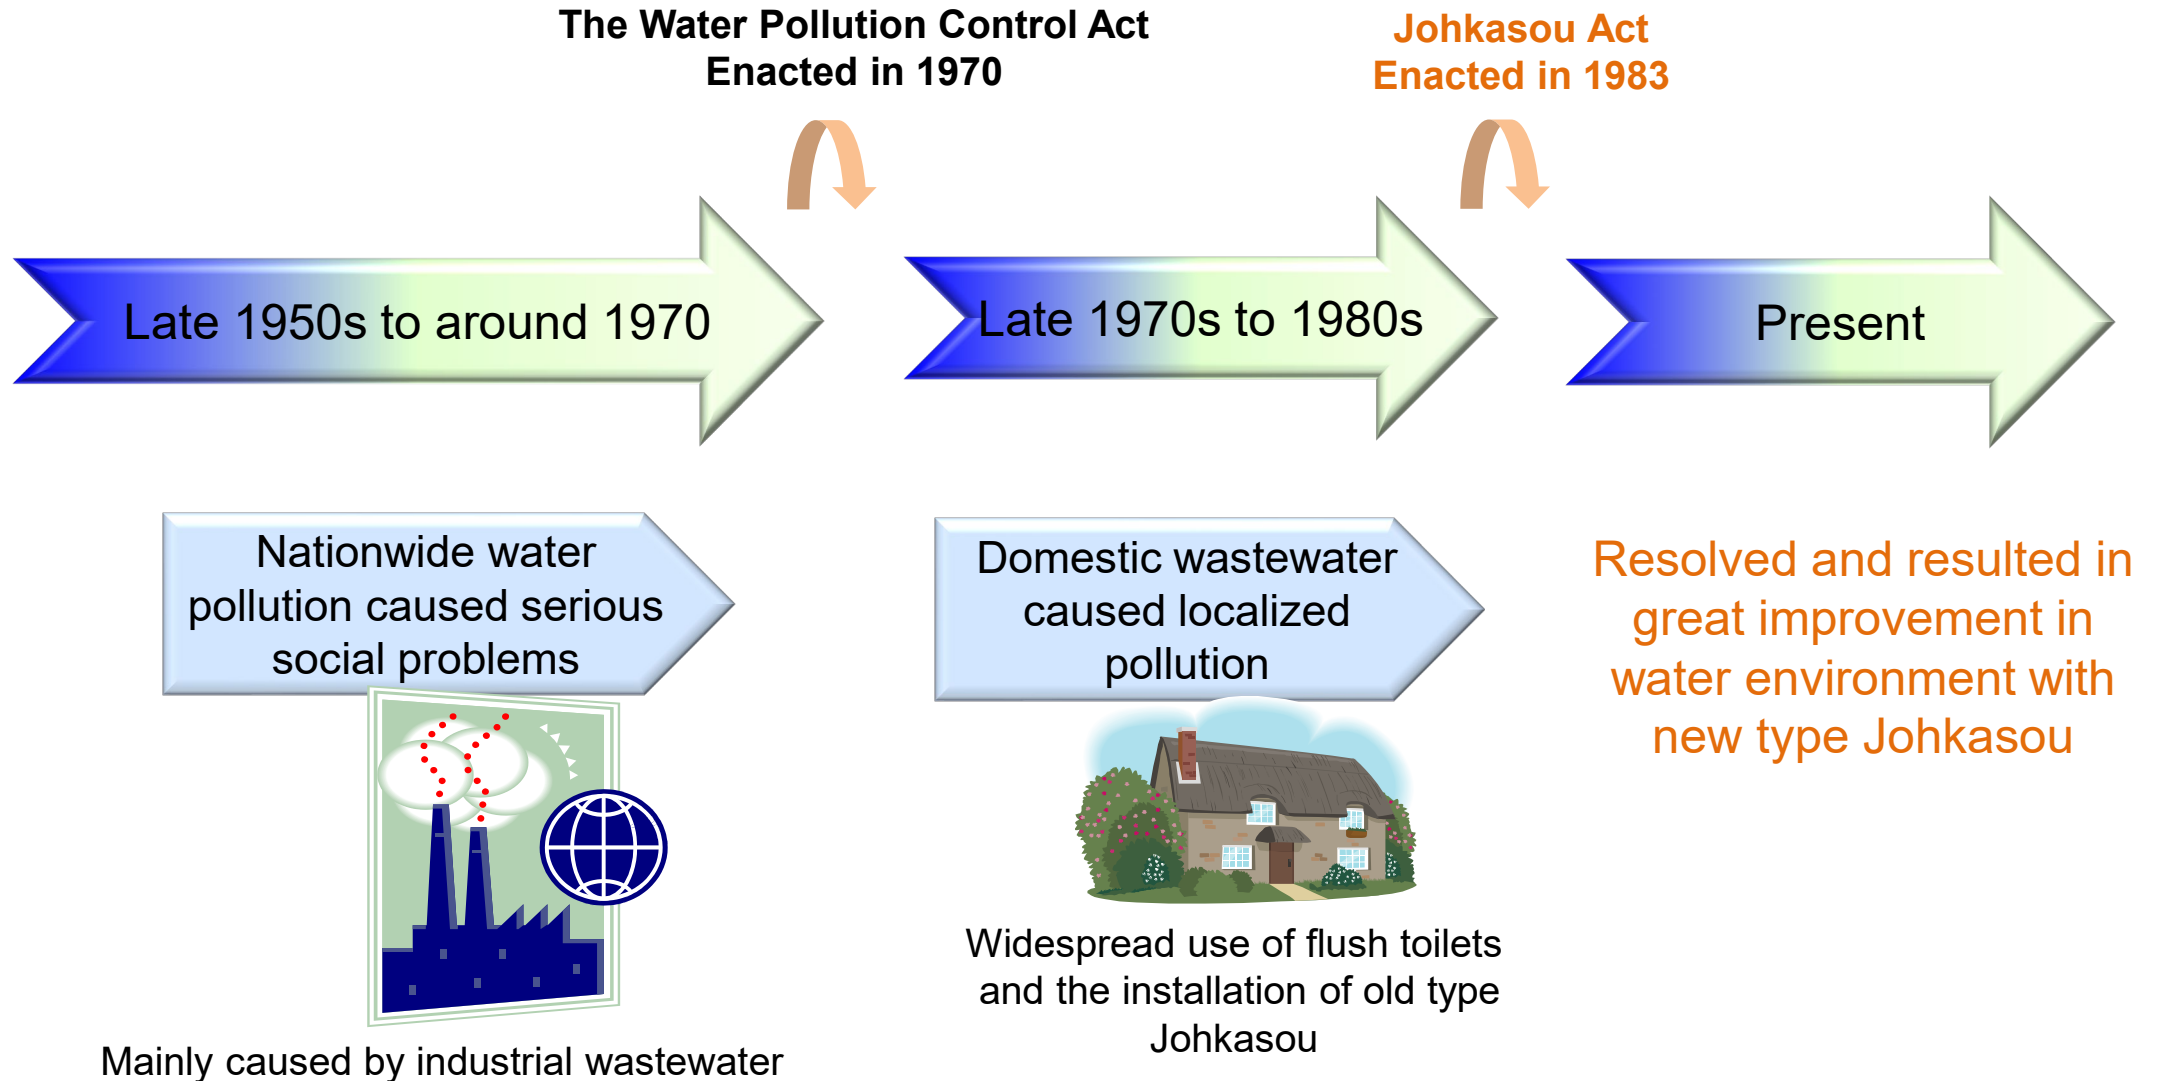 The Water Pollution Control Act
Enacted in 1970
Johkasou Act
Enacted in 1983
Late 1950s to around 1970
Late 1970s to 1980s
Present
Nationwide water
pollution caused serious
social problems
Domestic wastewater
caused localized
pollution
Resolved and resulted in
great improvement in
water environment with
new type Johkasou
Widespread use of flush toilets
and the installation of old type
Johkasou
Mainly caused by industrial wastewater